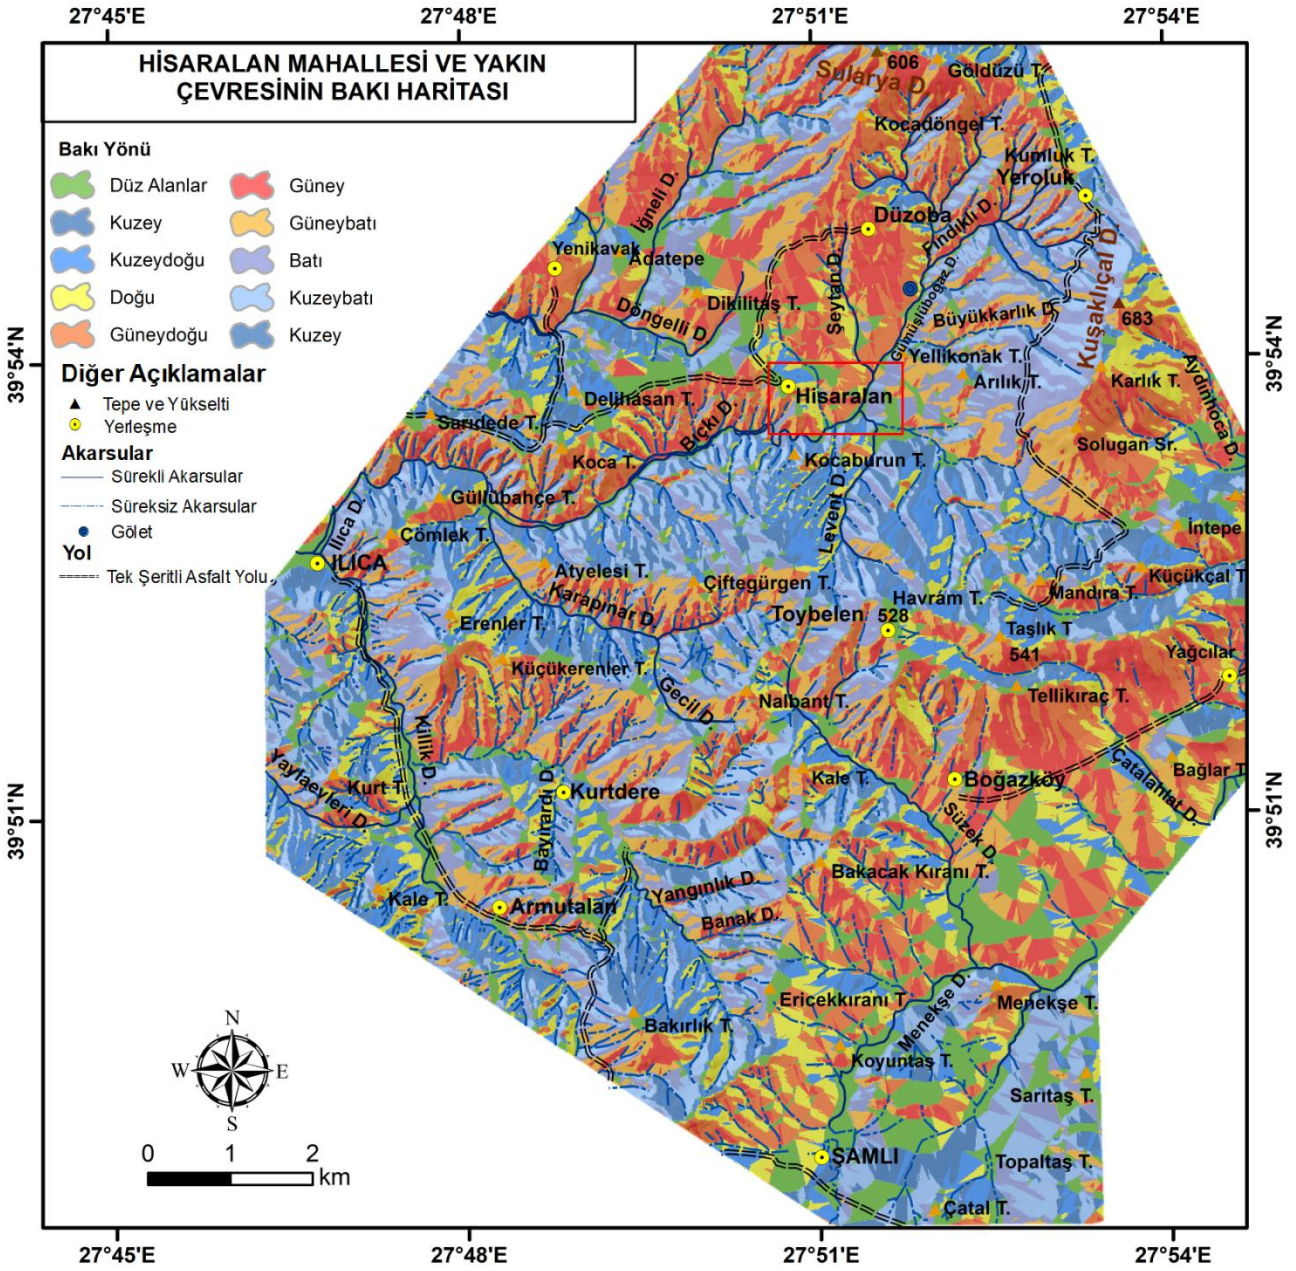 27°45'E 27°48'E 27°51'E 27°54'E
HİSARALAN MAHALLESİ VE YAKIN
ÇEVRESİNİN BAKI HARİTASI
Bakı Yönü
Düz Alanlar
Kuzey
Kuzeydoğu
Doğu
Güneydoğu
Güney
Güneybatı
Batı
Kuzeybatı
Kuzey
Diğer Açıklamalar
Tepe ve Yükselti
Yerleşme
Akarsular
Sürekli Akarsular
Süreksiz Akarsular
Gölet
Yol
Tek Şeritli Asfalt Yolu
606
Sularya D.
Göldüzü T.
Kocadöngel T.
Kumluk T.
Yeroluk
İğneli D.
Düzoba
Fındıklı D.
Yenikavak
Adatepe
Kuşaklıçal D.
Şeytan D.
Gümüşlüboğaz D.
Dikilitaş T.
Döngelli D.
Büyükkarlık D.
683
39°54'N
39°54'N
Yellikonak T.
Arılık T.
Karlık T.
Aydınhoca D.
Delihasan T.
Hisaralan
Sarıdede T.
Bıçkı D.
Solugan Sr.
Koca T.
Kocaburun T.
Güllübahçe T.
Levent D.
Ilıca D.
Çömlek T.
İntepe
ILICA
Atyelesi T.
Çiftegürgen T.
Küçükçal T.
Karapınar D.
Havram T.
Mandıra T.
Toybelen
528
Erenler T.
Taşlık T
541
Yağcılar
Küçükerenler T.
Gecil D.
Nalbant T.
Tellikıraç T.
Killik D.
Yaylaevleri D.
Kurt T.
Kurtdere
Bayınardı D.
Kale T.
Boğazköy
Çatalanlat D.
Bağlar T
39°51'N
39°51'N
Süzek D.
Bakacak Kıranı T.
Yangınlık D.
Kale T.
Armutalan
Banak D.
Ericekkıranı T.
Menekşe D.
Menekşe T.
Bakırlık T.
Koyuntaş T.
Sarıtaş T.
ŞAMLI
Topaltaş T.
Çatal T.
N
W E
S
0 1 2
km
27°45'E 27°48'E 27°51'E 27°54'E